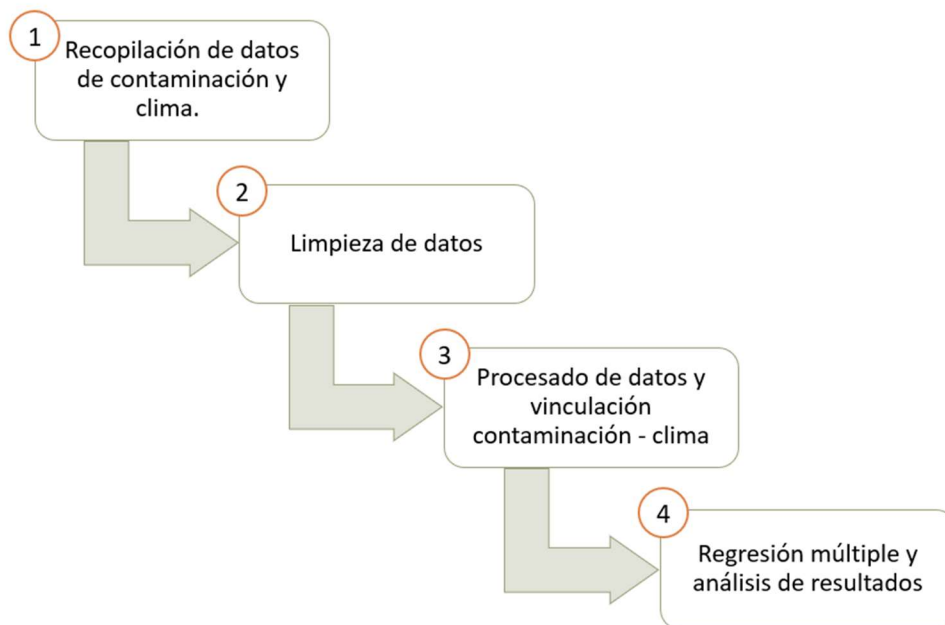 1
Recopilación de datos
de contaminación y
clima.
2
Limpieza de datos
3
Procesado de datos y
vinculación
contaminación - clima
4
Regresión múltiple y
análisis de resultados